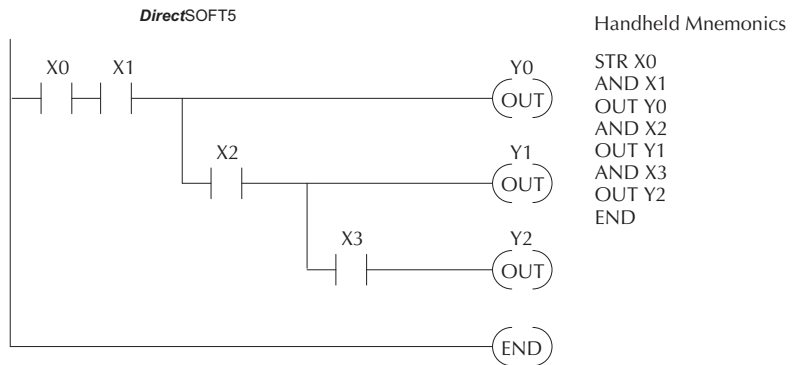 DirectSOFT5
Handheld Mnemonics
X0 X1 Y0
OUT
X2 Y1
OUT
X3 Y2
OUT
END
STR X0
AND X1
OUT Y0
AND X2
OUT Y1
AND X3
OUT Y2
END